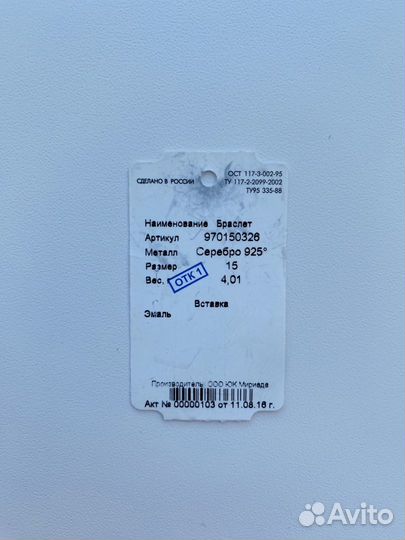 СДЕЛАНО В РОССИИ
ОСТ 117-3-002-95
ТУ 117-2-2099-2002
ТУ95 335-88
Наименование Браслет
Артикул 970150326
Металл Серебро 925°
Размер 15
Вес, 4,01
ОТК 1
Вставка
Эмаль
Производитель: ООО ЮК Мириада
Акт № 00000103 от 11.08.16 г.
Avito